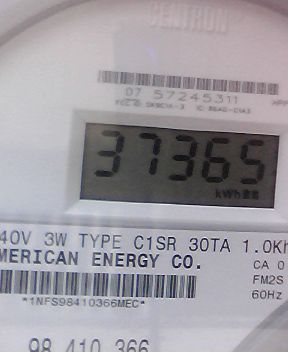 CENTRON
07 57245311
37365
kWh
40V 3W TYPE C1SR 30TA 1.0Kh
MERICAN ENERGY CO.
CA 0
FM2S
60Hz
*1NFS98410366MEC*
98 410 366